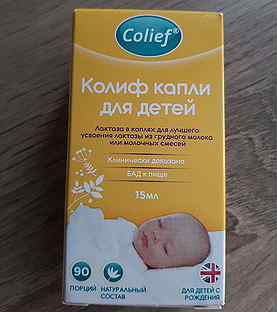 Colief®
Колиф капли
для детей
Лактаза в каплях для лучшего
усвоения лактозы из грудного молока
или молочных смесей
Клинически доказано
БАД к пище
15мл
90
ПОРЦИЙ
НАТУРАЛЬНЫЙ
СОСТАВ
ДЛЯ ДЕТЕЙ С
РОЖДЕНИЯ